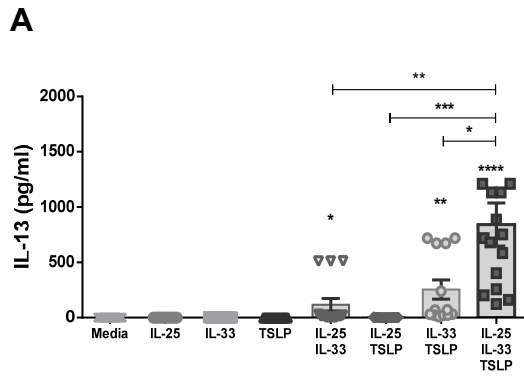 A
**
***
*
****
**
*
2000
1500
1000
500
0
IL-13 (pg/ml)
Media IL-25 IL-33 TSLP IL-25 IL-25 IL-33 IL-25
IL-33 TSLP TSLP IL-33
TSLP